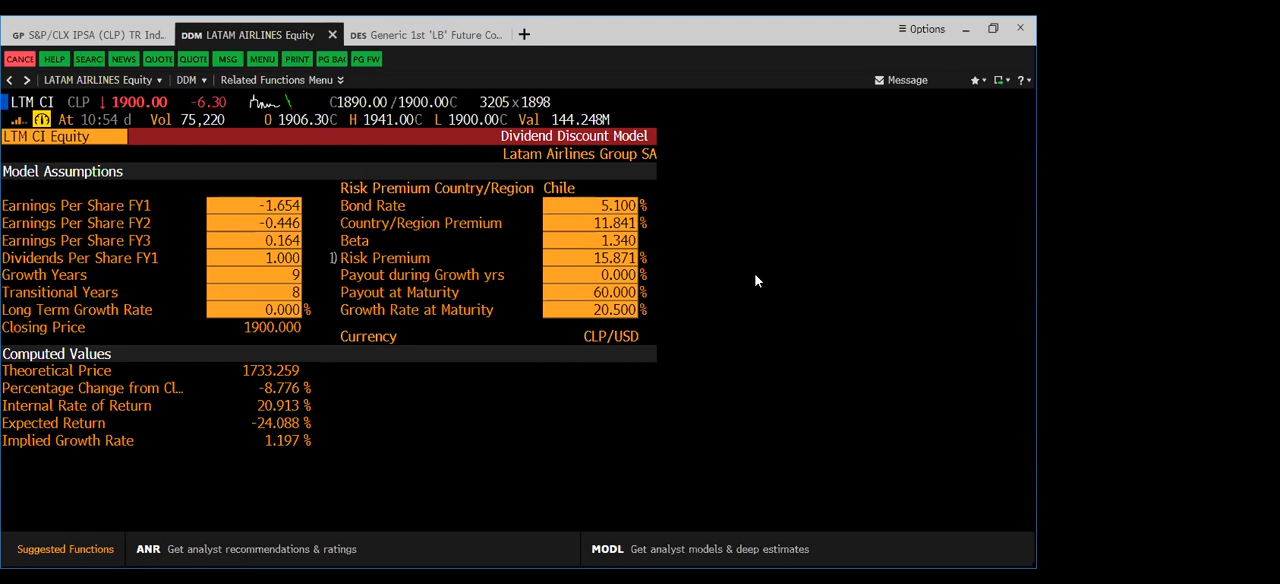 GP S&P/CLX IPSA (CLP) TR Ind... DDM LATAM AIRLINES Equity × DES Generic 1st 'LB' Future Co... + ≡ Options
CANCE HELP SEARC NEWS QUOTE QUOTE MSG MENU PRINT PG BAC PG FW
< > LATAM AIRLINES Equity ▾ DDM ▾ Related Functions Menu Message ?
LTM CI CLP ↓ 1900.00 -6.30 C1890.00 /1900.00C 3205 x 1898
At 10:54 d Vol 75,220 O 1906.30C H 1941.00C L 1900.00C Val 144.248M
LTM CI Equity Dividend Discount Model
Latam Airlines Group SA
Model Assumptions
Risk Premium Country/Region Chile
Earnings Per Share FY1 -1.654 Bond Rate 5.100 %
Earnings Per Share FY2 -0.446 Country/Region Premium 11.841 %
Earnings Per Share FY3 0.164 Beta 1.340
Dividends Per Share FY1 1.000 1) Risk Premium 15.871 %
Growth Years 9 Payout during Growth yrs 0.000 %
Transitional Years 8 Payout at Maturity 60.000 %
Long Term Growth Rate 0.000 % Growth Rate at Maturity 20.500 %
Closing Price 1900.000
Currency CLP/USD
Computed Values
Theoretical Price 1733.259
Percentage Change from Cl... -8.776 %
Internal Rate of Return 20.913 %
Expected Return -24.088 %
Implied Growth Rate 1.197 %
Suggested Functions ANR Get analyst recommendations & ratings MODL Get analyst models & deep estimates